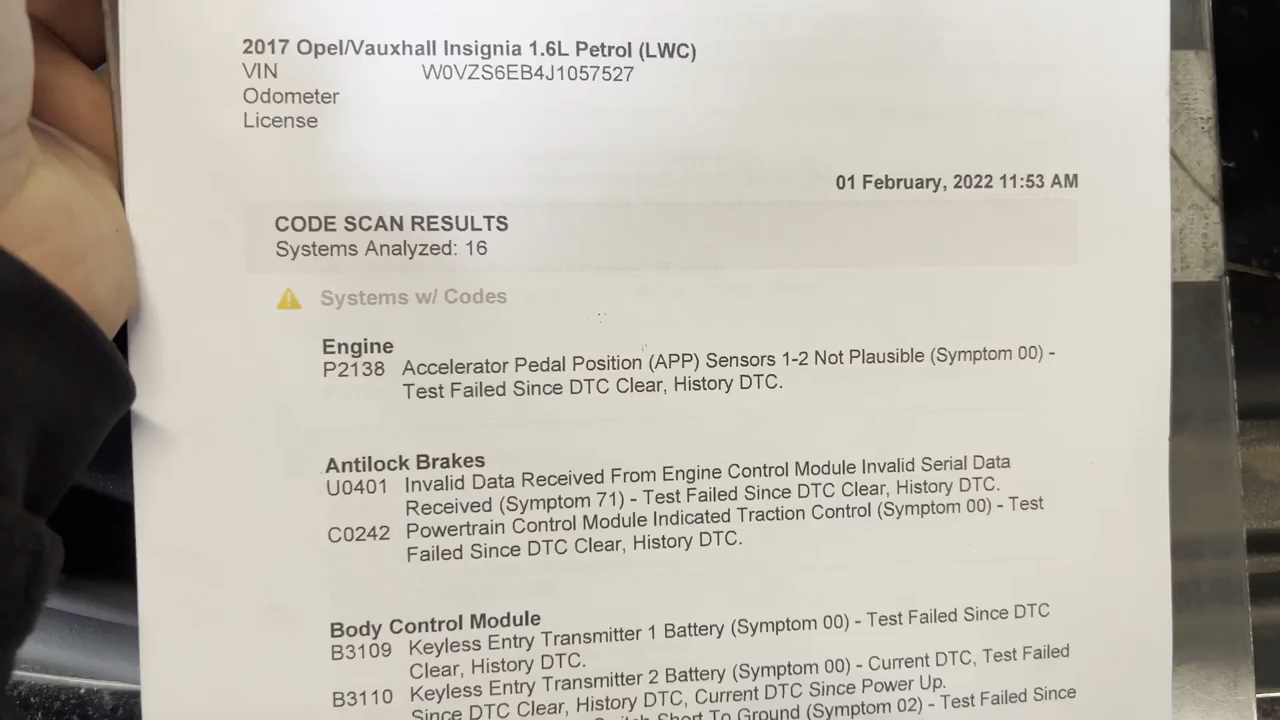 2017 Opel/Vauxhall Insignia 1.6L Petrol (LWC)
VIN W0VZS6EB4J1057527
Odometer
License
01 February, 2022 11:53 AM
CODE SCAN RESULTS
Systems Analyzed: 16
Systems w/ Codes
Engine
P2138 Accelerator Pedal Position (APP) Sensors 1-2 Not Plausible (Symptom 00) -
Test Failed Since DTC Clear, History DTC.
Antilock Brakes
U0401 Invalid Data Received From Engine Control Module Invalid Serial Data
Received (Symptom 71) - Test Failed Since DTC Clear, History DTC.
C0242 Powertrain Control Module Indicated Traction Control (Symptom 00) - Test
Failed Since DTC Clear, History DTC.
Body Control Module
B3109 Keyless Entry Transmitter 1 Battery (Symptom 00) - Test Failed Since DTC
Clear, History DTC.
B3110 Keyless Entry Transmitter 2 Battery (Symptom 00) - Current DTC, Test Failed
Since DTC Clear, History DTC, Current DTC Since Power Up.
Short To Ground (Symptom 02) - Test Failed Since